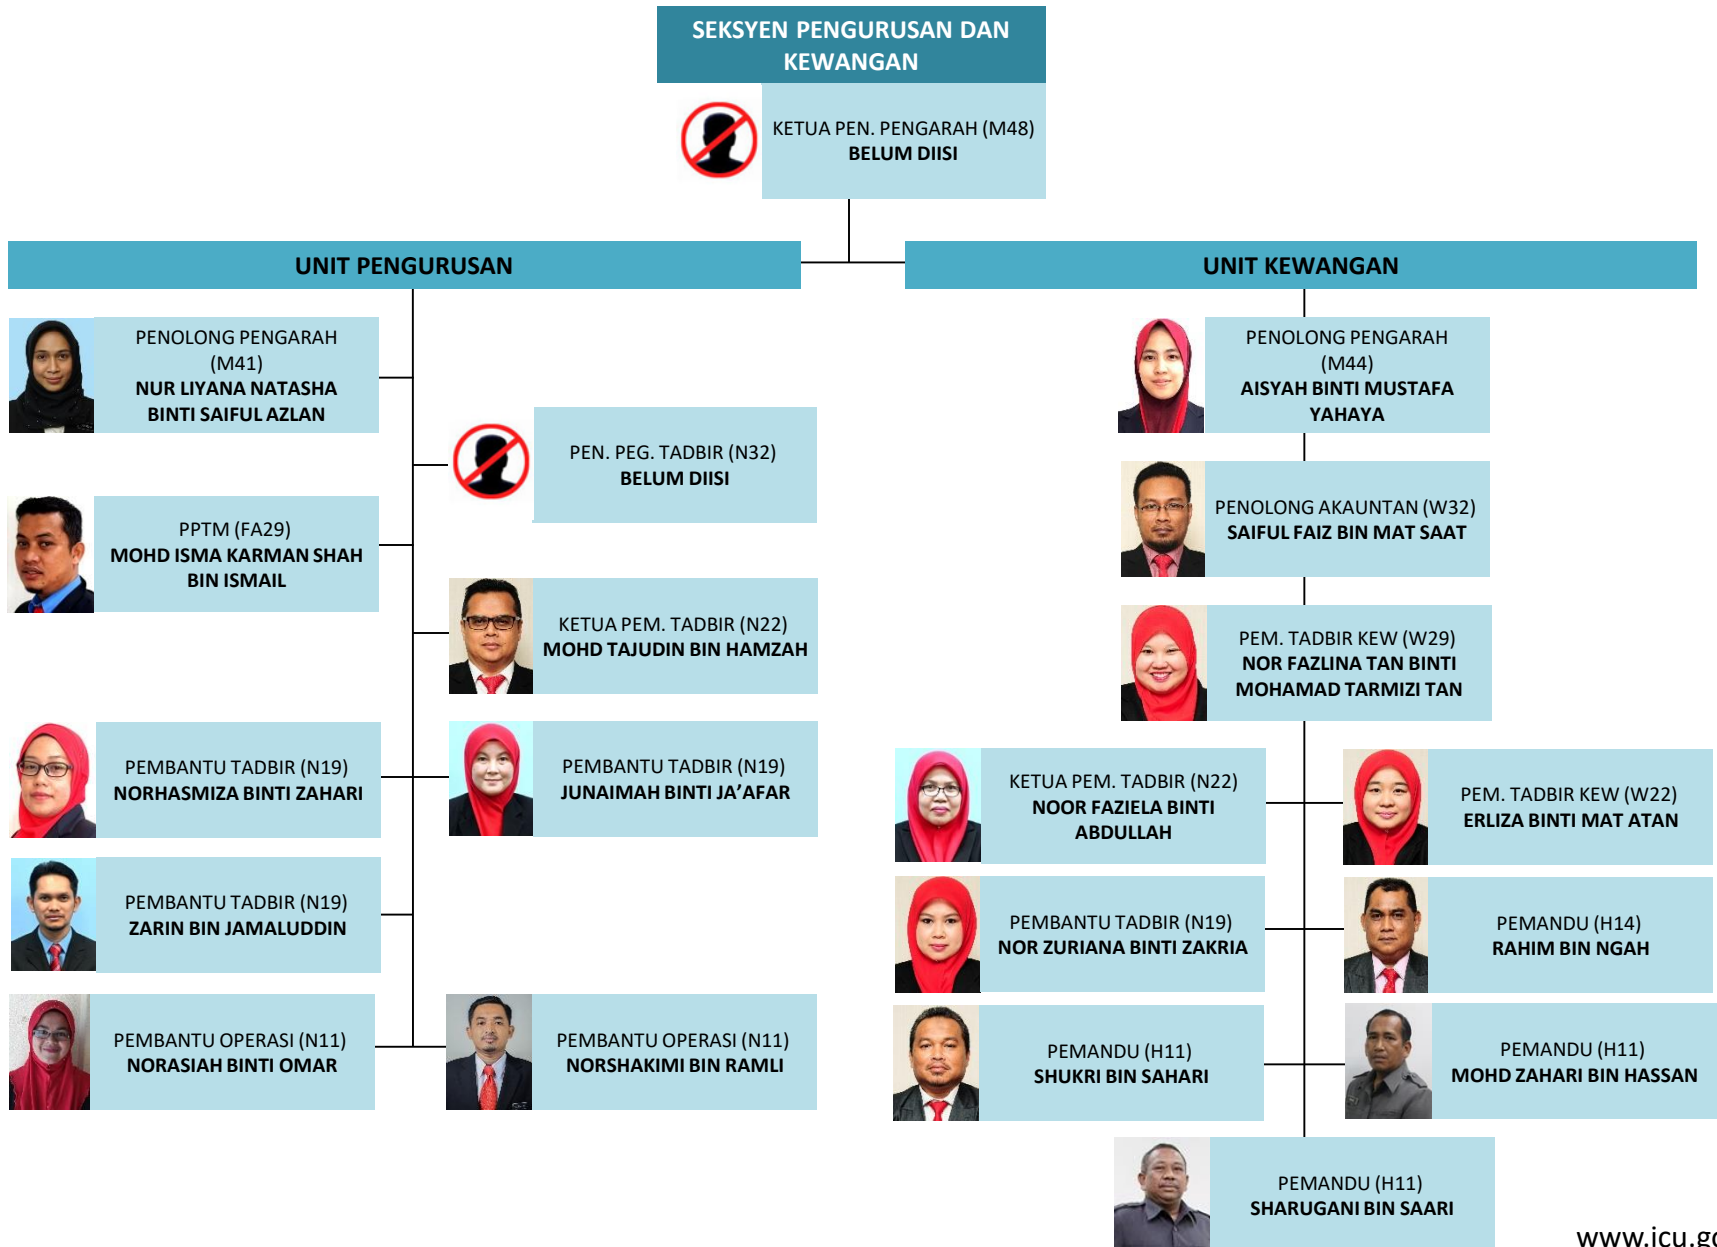 SEKSYEN PENGURUSAN DAN
KEWANGAN
KETUA PEN. PENGARAH (M48)
BELUM DIISI
UNIT PENGURUSAN
PENOLONG PENGARAH
(M41)
NUR LIYANA NATASHA
BINTI SAIFUL AZLAN
PEN. PEG. TADBIR (N32)
BELUM DIISI
PPTM (FA29)
MOHD ISMA KARMAN SHAH
BIN ISMAIL
KETUA PEM. TADBIR (N22)
MOHD TAJUDIN BIN HAMZAH
PEMBANTU TADBIR (N19)
NORHASMIZA BINTI ZAHARI
PEMBANTU TADBIR (N19)
JUNAIMAH BINTI JA’AFAR
PEMBANTU TADBIR (N19)
ZARIN BIN JAMALUDDIN
PEMBANTU OPERASI (N11)
NORASIAH BINTI OMAR
PEMBANTU OPERASI (N11)
NORSHAKIMI BIN RAMLI
UNIT KEWANGAN
PENOLONG PENGARAH
(M44)
AISYAH BINTI MUSTAFA
YAHAYA
PENOLONG AKAUNTAN (W32)
SAIFUL FAIZ BIN MAT SAAT
PEM. TADBIR KEW (W29)
NOR FAZLINA TAN BINTI
MOHAMAD TARMIZI TAN
KETUA PEM. TADBIR (N22)
NOOR FAZIELA BINTI
ABDULLAH
PEM. TADBIR KEW (W22)
ERLIZA BINTI MAT ATAN
PEMBANTU TADBIR (N19)
NOR ZURIANA BINTI ZAKRIA
PEMANDU (H14)
RAHIM BIN NGAH
PEMANDU (H11)
SHUKRI BIN SAHARI
PEMANDU (H11)
MOHD ZAHARI BIN HASSAN
PEMANDU (H11)
SHARUGANI BIN SAARI
www.icu.go